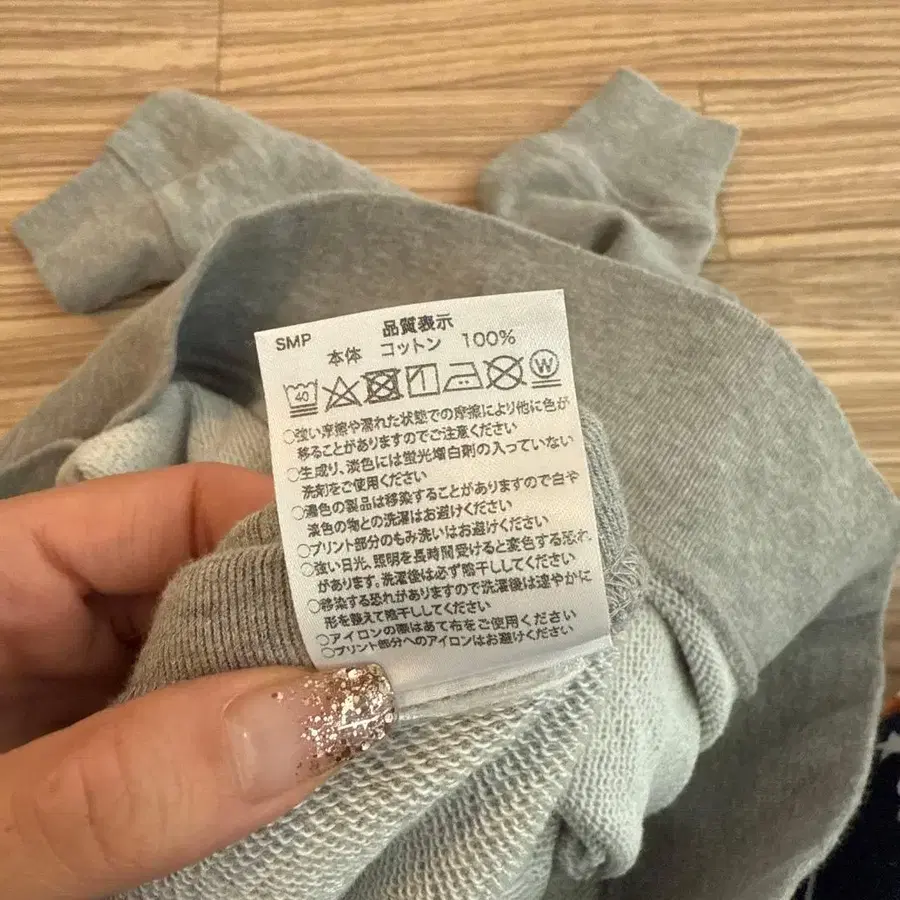 SMP
品質表示
本体 コットン 100%
40
W
○強い摩擦や濡れた状態での摩擦により他に色が
移ることがありますのでご注意ください
○生成り、淡色には蛍光増白剤の入っていない
洗剤をご使用ください
○濃色の製品は移染することがありますので白や
淡色の物との洗濯はお避けください
○プリント部分のもみ洗いはお避けください
○強い日光、照明を長時間受けると変色する恐れ
があります。洗濯後は必ず陰干ししてください
○移染する恐れがありますので洗濯後は速やかに
形を整えて陰干ししてください
○アイロンの際はあて布をご使用ください
○プリント部分へのアイロンはお避けください